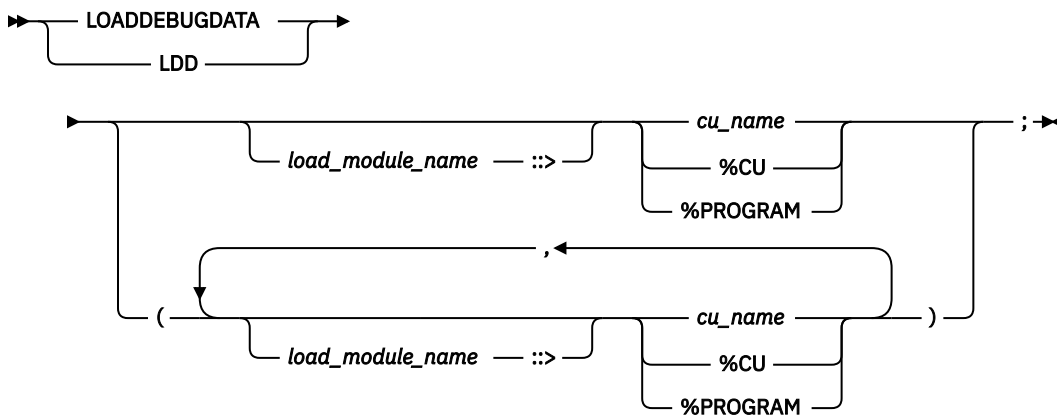 LOADDEBUGDATA
LDD
cu_name ;
load_module_name ::> %CU
%PROGRAM
,
( cu_name )
load_module_name ::> %CU
%PROGRAM